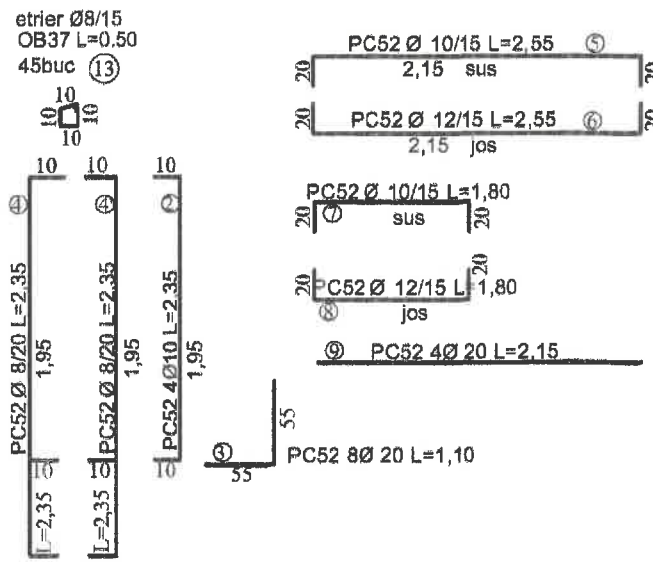 etrier Ø8/15
OB37 L=0.50
45buc 13
10
10 10
10
PC52 Ø 10/15 L=2,55 5
20 2,15 sus 20
PC52 Ø 12/15 L=2,55 6
20 2,15 jos 20
10 10 10
4 4 2
PC52 Ø 8/20 L=2,35
1,95
PC52 Ø 8/20 L=2,35
1,95
PC52 4Ø10 L=2,35
1,95
10 10 10
L=2,35
L=2,35
PC52 Ø 10/15 L=1,80
20 7 sus 20
20 PC52 Ø 12/15 L=1,80 20
8 jos
9 PC52 4Ø 20 L=2,15
55
3 PC52 8Ø 20 L=1,10
55